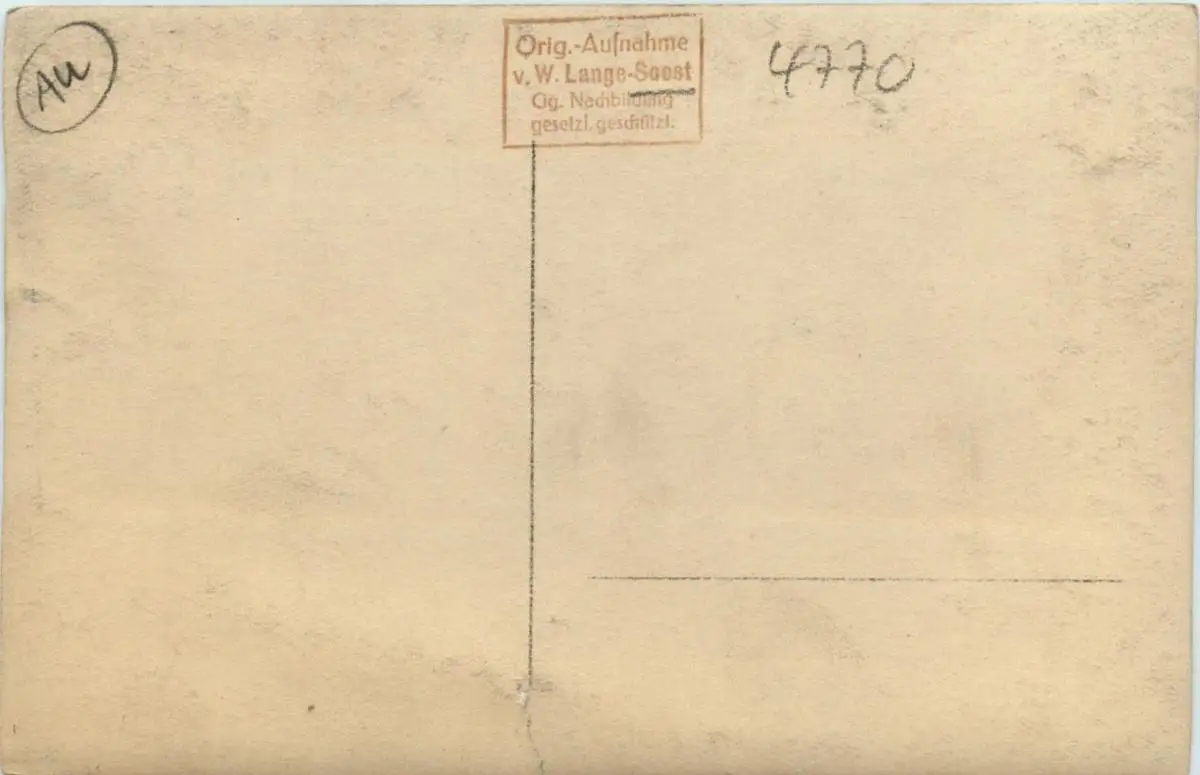 AU
Orig.-Aufnahme
v. W. Lange-Soest
Gg. Nachbildung
gesetzl. geschützt.
4770